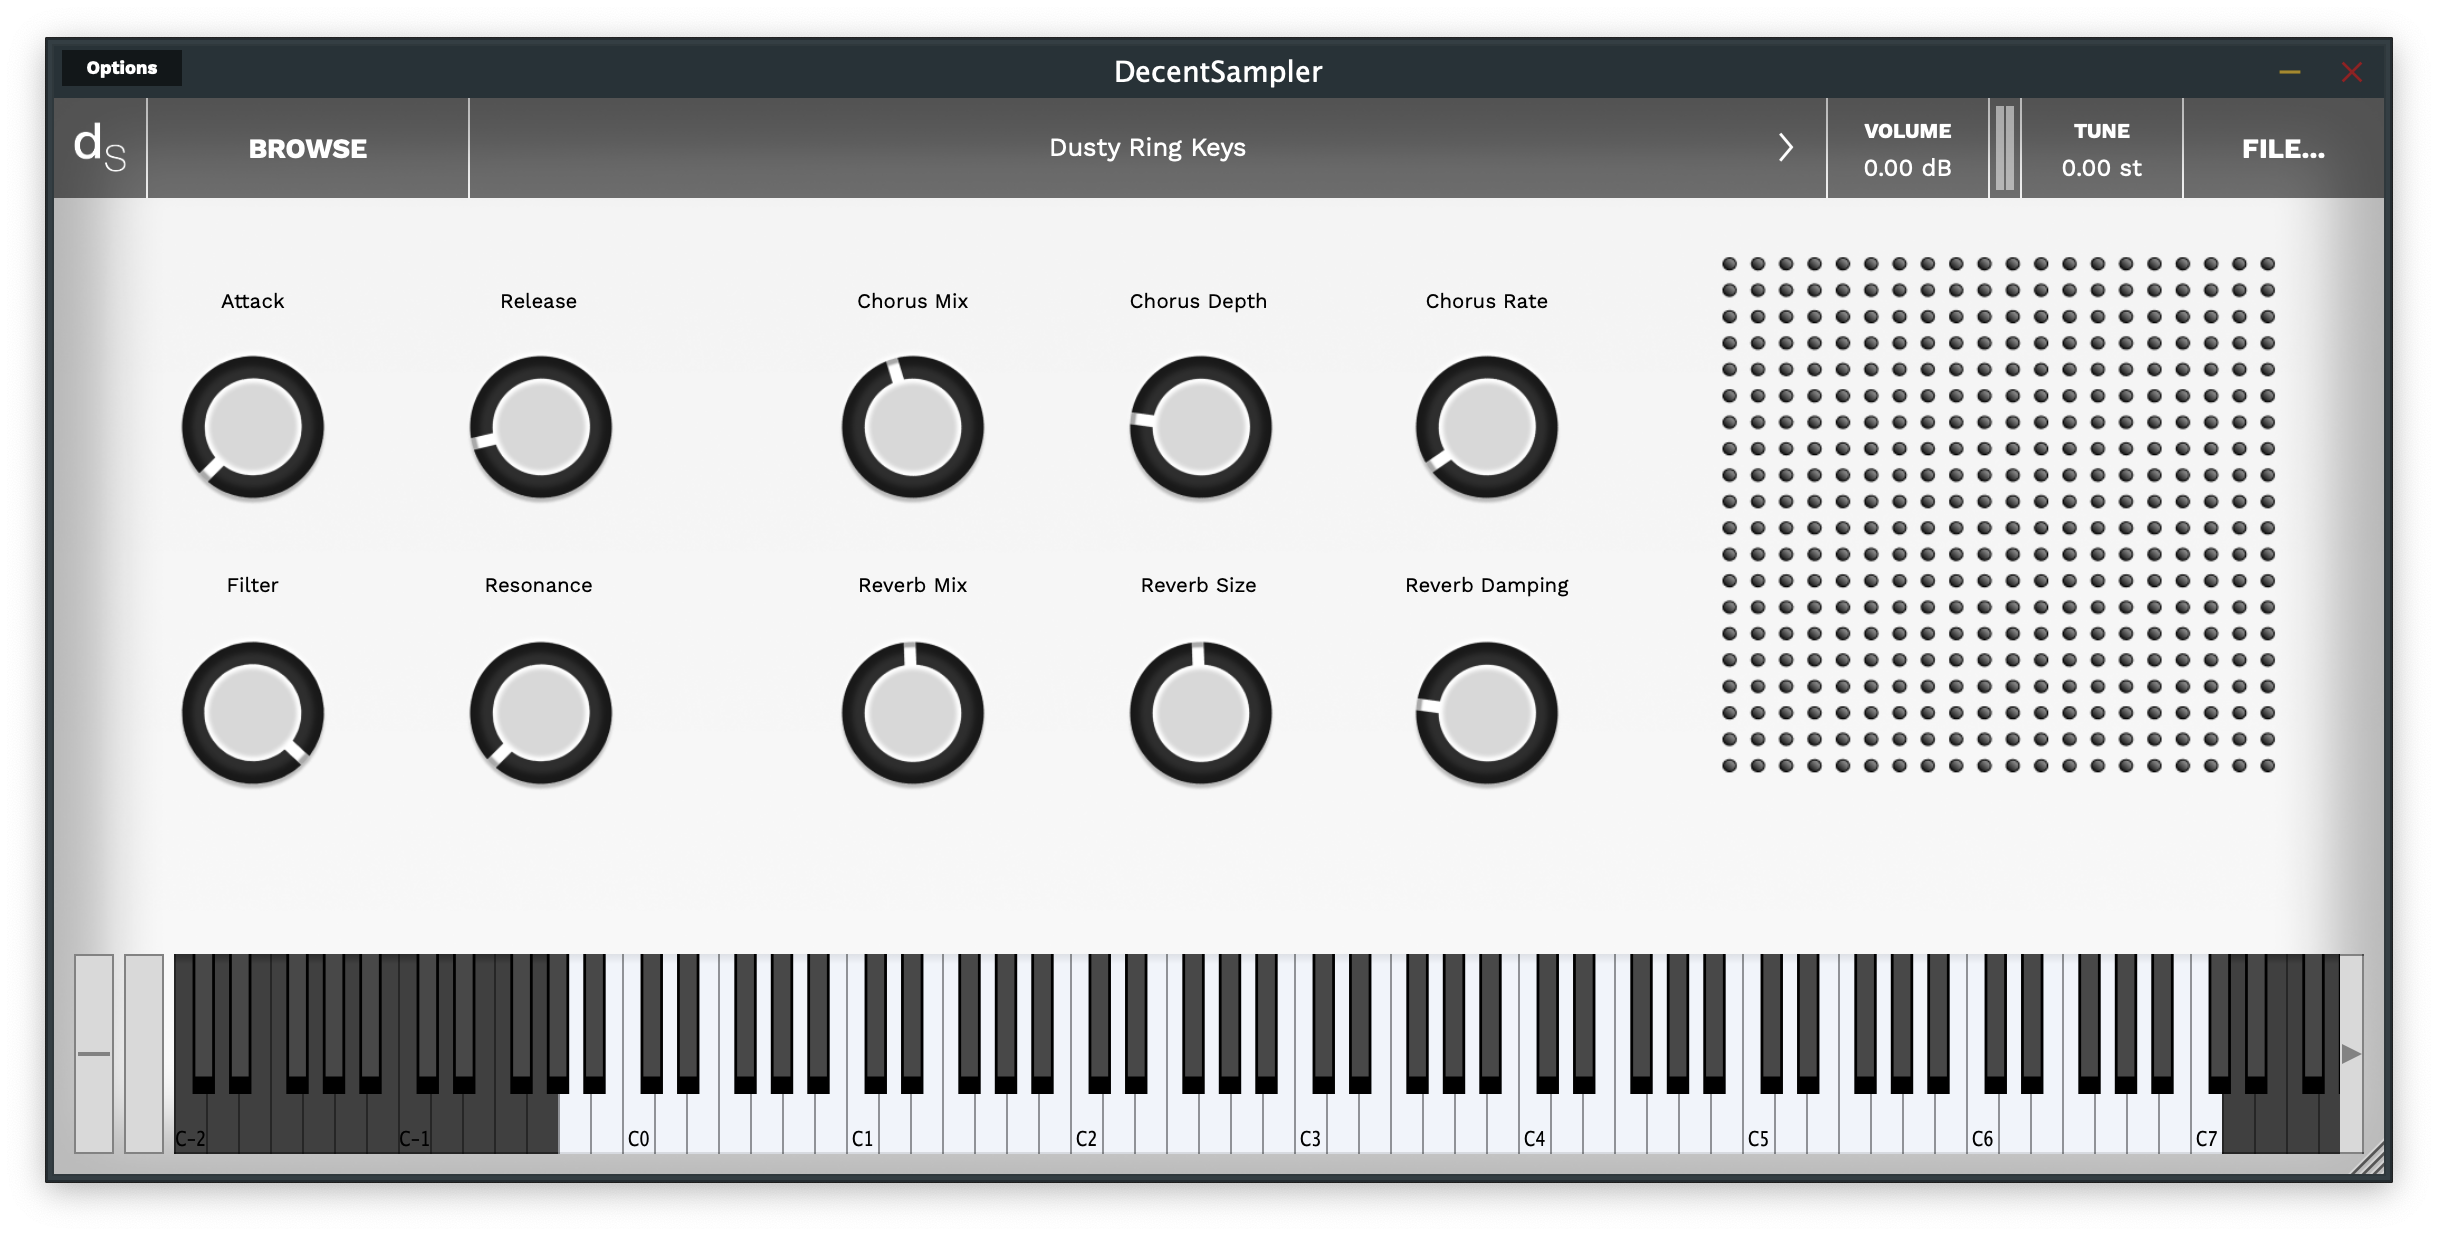 Options
DecentSampler
ds
BROWSE
Dusty Ring Keys
VOLUME
0.00 dB
TUNE
0.00 st
FILE...
Attack
Release
Chorus Mix
Chorus Depth
Chorus Rate
Filter
Resonance
Reverb Mix
Reverb Size
Reverb Damping
C-2
C-1
C0
C1
C2
C3
C4
C5
C6
C7